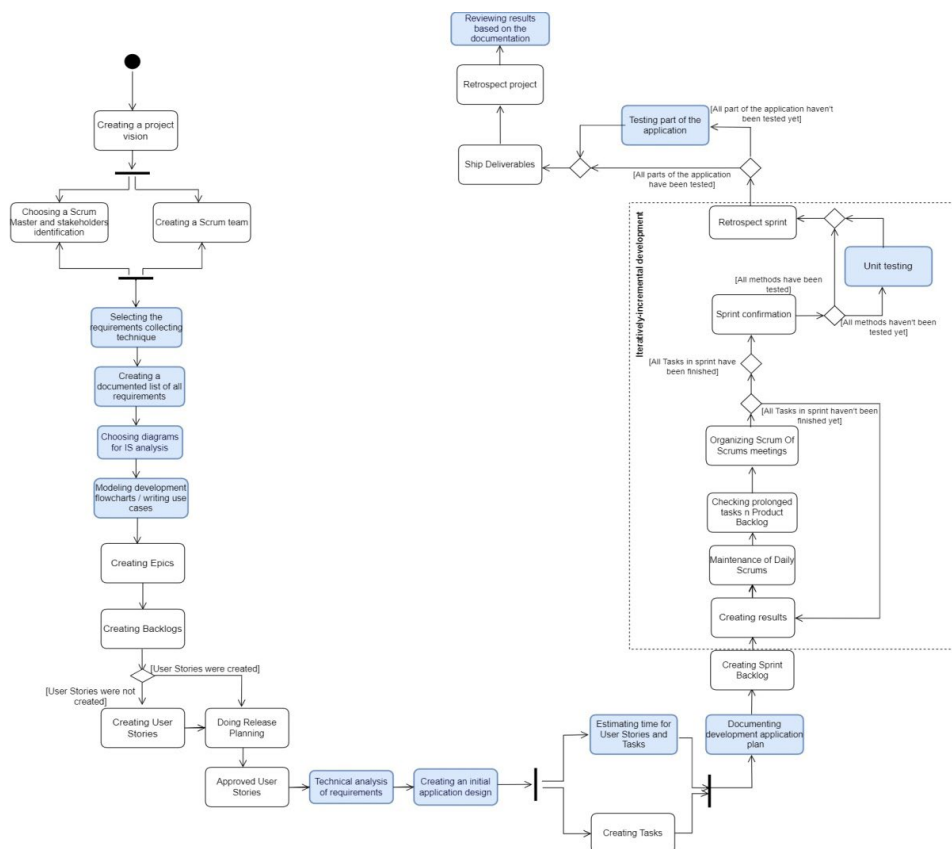 Creating a project
vision
Choosing a Scrum
Master and stakeholders
identification
Creating a Scrum team
Selecting the
requirements collecting
technique
Creating a
documented list of all
requirements
Choosing diagrams
for IS analysis
Modeling development
flowcharts / writing use
cases
Creating Epics
Creating Backlogs
[User Stories were created]
[User Stories were not
created]
Creating User
Stories
Doing Release
Planning
Approved User
Stories
Technical analysis
of requirements
Creating an initial
application design
Estimating time for
User Stories and
Tasks
Creating Tasks
Documenting
development application
plan
Creating Sprint
Backlog
Iteratively-incremental development
Creating results
Maintenance of Daily
Scrums
Checking prolonged
tasks n Product
Backlog
Organizing Scrum Of
Scrums meetings
[All Tasks in sprint haven't been
finished yet]
[All Tasks in sprint have
been finished]
Sprint confirmation
[All methods haven't been
tested yet]
[All methods have been
tested]
Unit testing
Retrospect sprint
[All part of the application haven't
been tested yet]
Testing part of the
application
[All parts of the application
have been tested]
Ship Deliverables
Retrospect project
Reviewing results
based on the
documentation